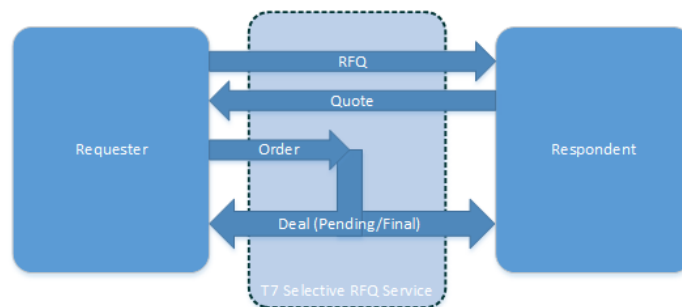 RFQ
Quote
Requester
Order
Respondent
Deal (Pending/Final)
T7 Selective RFQ Service